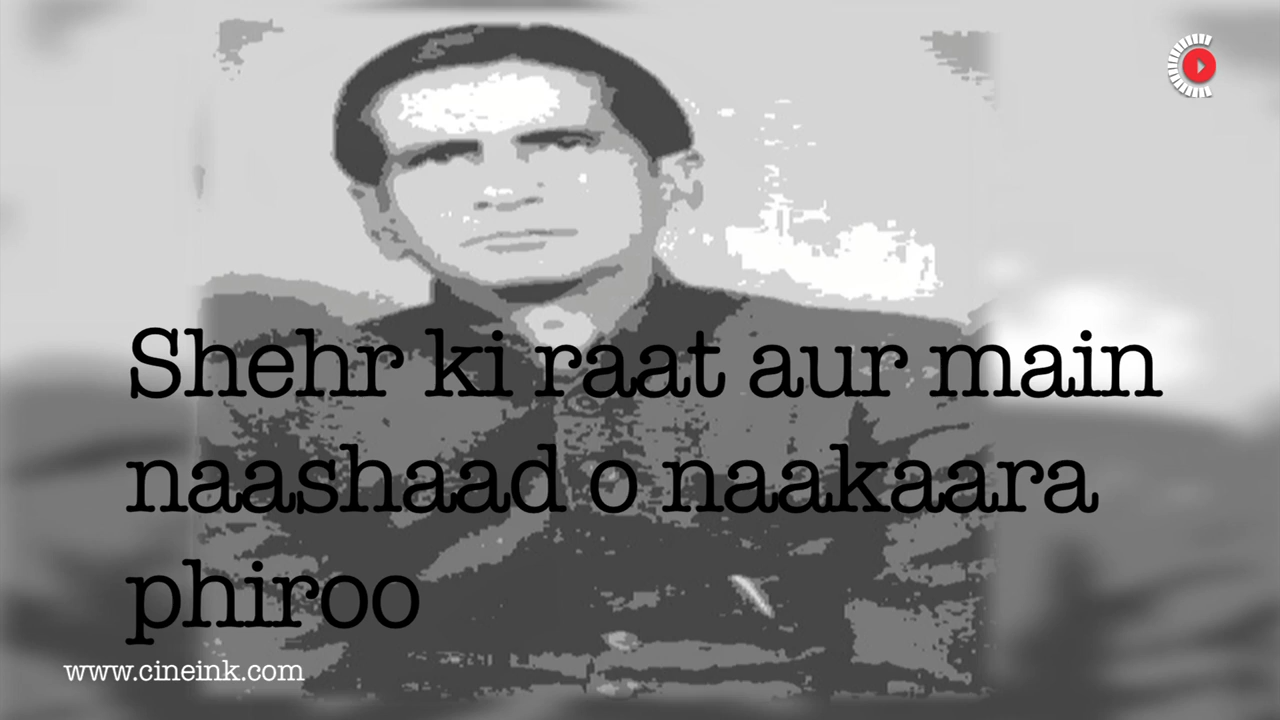 Shehr ki raat aur main
naashaad o naakaara
phiroo
www.cineink.com